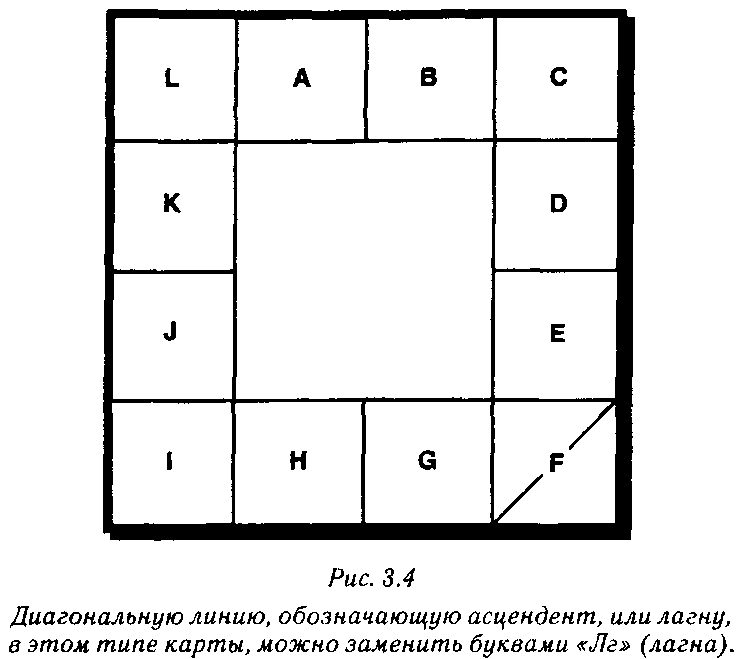 L A B C
K D
J E
I H G F
Рис. 3.4
Диагональную линию, обозначающую асцендент, или лагну,
в этом типе карты, можно заменить буквами «Лг» (лагна).